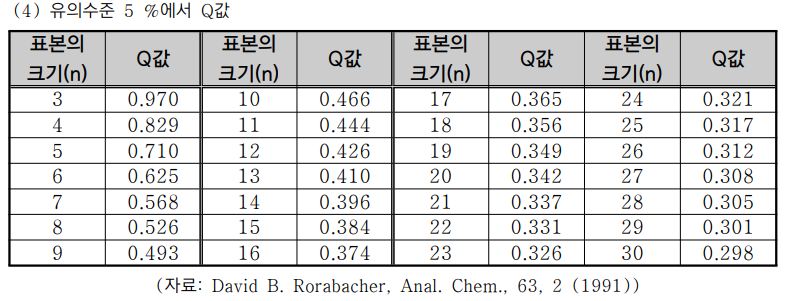 (4) 유의수준 5 %에서 Q값
표본의 크기(n) Q값 표본의 크기(n) Q값 표본의 크기(n) Q값 표본의 크기(n) Q값
3 0.970 10 0.466 17 0.365 24 0.321
4 0.829 11 0.444 18 0.356 25 0.317
5 0.710 12 0.426 19 0.349 26 0.312
6 0.625 13 0.410 20 0.342 27 0.308
7 0.568 14 0.396 21 0.337 28 0.305
8 0.526 15 0.384 22 0.331 29 0.301
9 0.493 16 0.374 23 0.326 30 0.298
(자료: David B. Rorabacher, Anal. Chem., 63, 2 (1991))